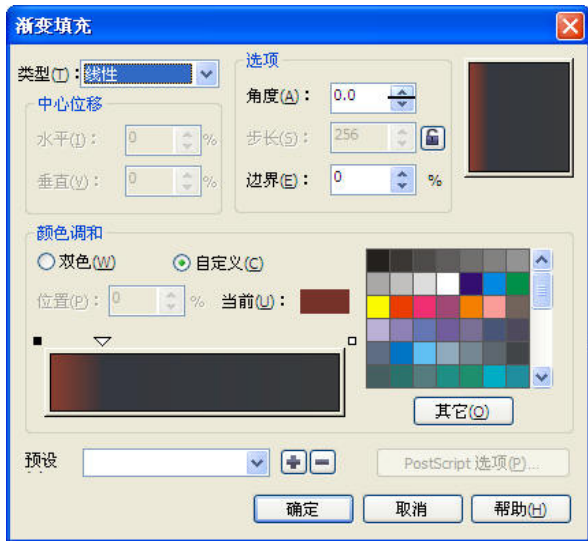 渐变填充
类型(T)：线性
选项
中心位移
角度(A)： 0.0
水平(I)： 0 %
步长(S)： 256
垂直(V)： 0 %
边界(E)： 0 %
颜色调和
双色(W) 自定义(C)
位置(P)： 0 % 当前(U)：
其它(O)
预设
PostScript 选项(P)...
确定 取消 帮助(H)